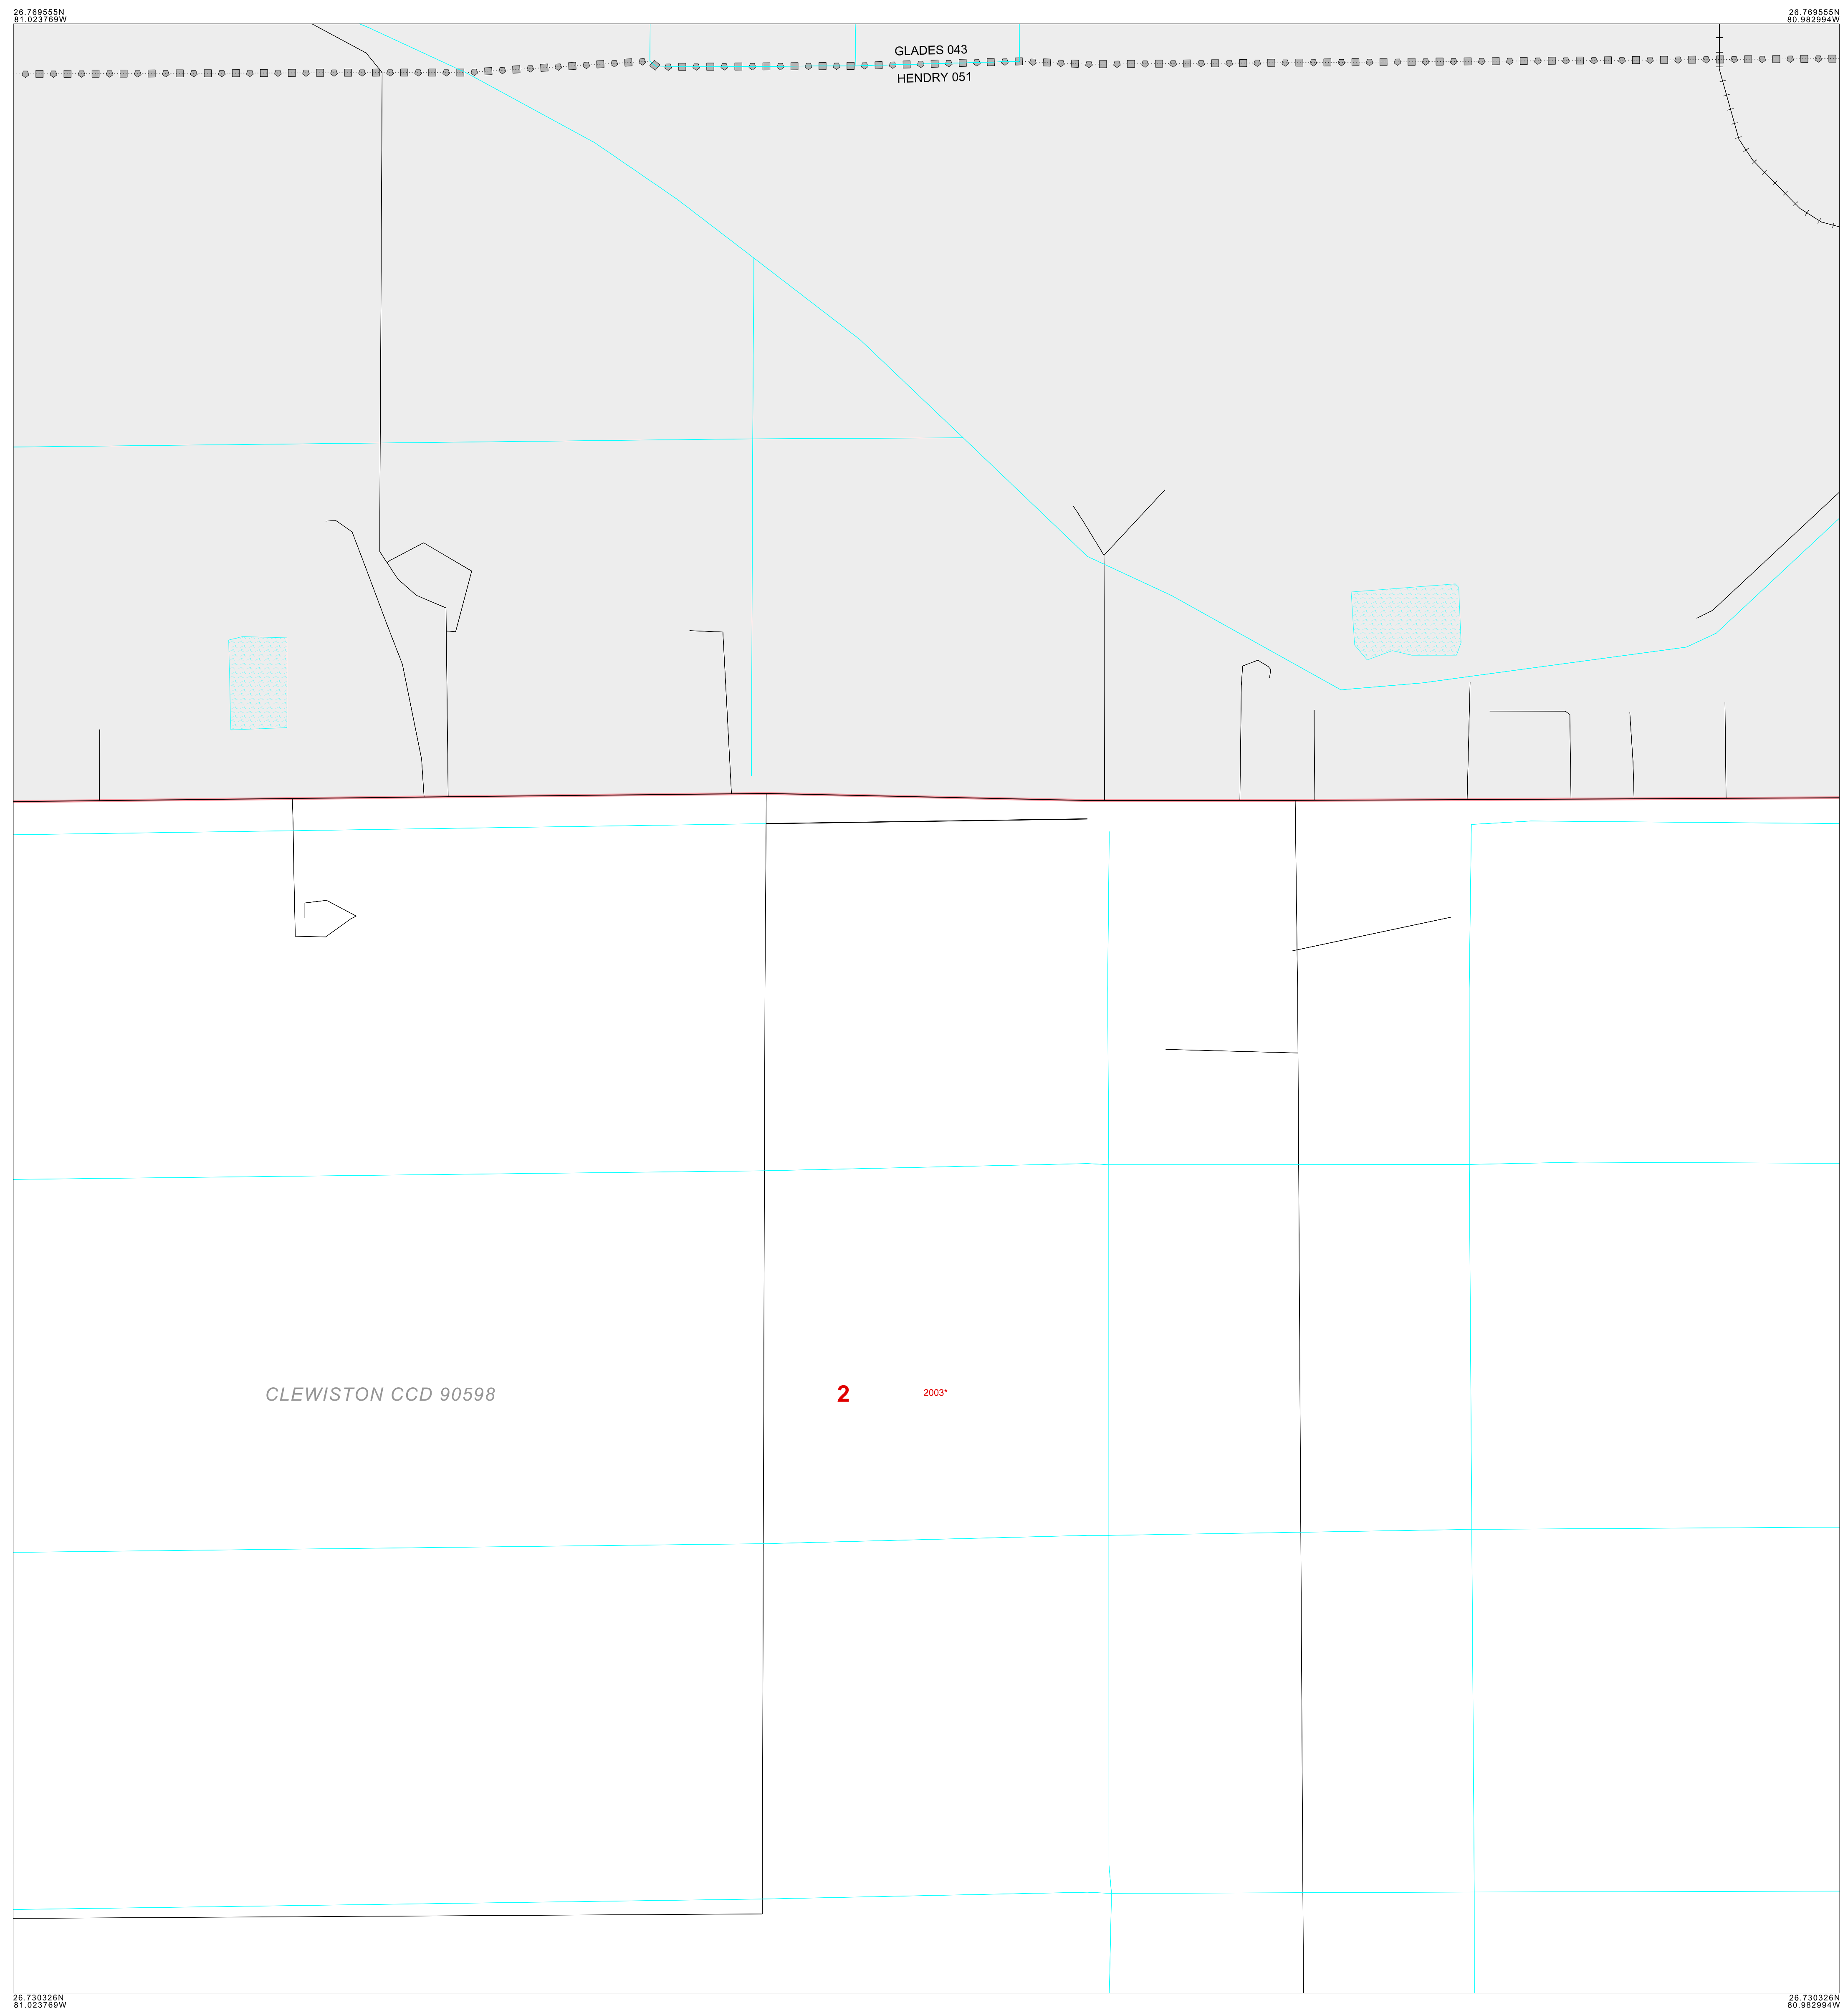 26.769555N
81.023769W
26.769555N
80.982994W
GLADES 043
HENDRY 051
CLEWISTON CCD 90598
2
2003*
26.730326N
81.023769W
26.730326N
80.982994W